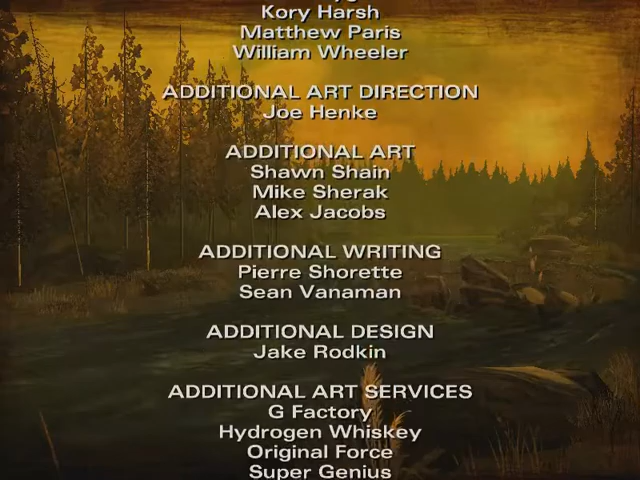 Kory Harsh
Matthew Paris
William Wheeler
ADDITIONAL ART DIRECTION
Joe Henke
ADDITIONAL ART
Shawn Shain
Mike Sherak
Alex Jacobs
ADDITIONAL WRITING
Pierre Shorette
Sean Vanaman
ADDITIONAL DESIGN
Jake Rodkin
ADDITIONAL ART SERVICES
G Factory
Hydrogen Whiskey
Original Force
Super Genius